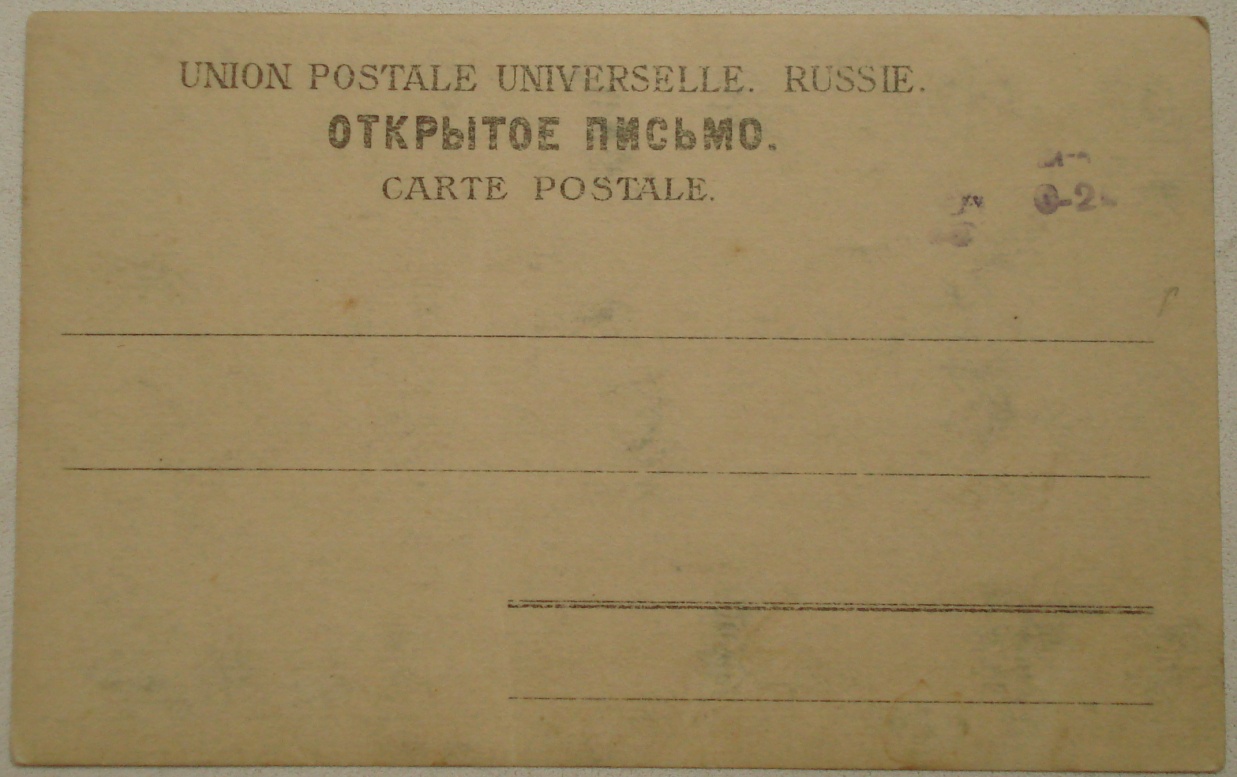 UNION POSTALE UNIVERSELLE. RUSSIE.
ОТКРЫТОЕ ПИСЬМО.
CARTE POSTALE.